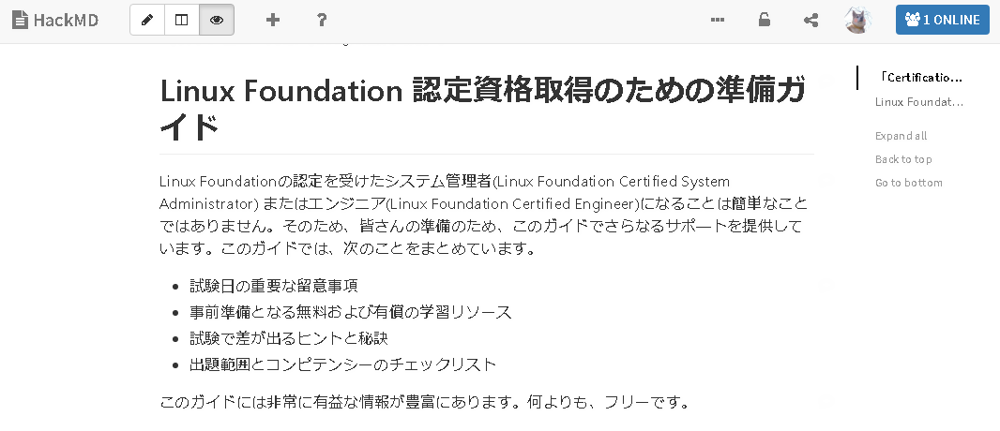 HackMD
1 ONLINE
Linux Foundation 認定資格取得のための準備ガ
イド
Linux Foundationの認定を受けたシステム管理者(Linux Foundation Certified System
Administrator) またはエンジニア(Linux Foundation Certified Engineer)になることは簡単なこと
ではありません。そのため、皆さんの準備のため、このガイドでさらなるサポートを提供して
います。このガイドでは、次のことをまとめています。
試験日の重要な留意事項
事前準備となる無料および有償の学習リソース
試験で差が出るヒントと秘訣
出題範囲とコンピテンシーのチェックリスト
このガイドには非常に有益な情報が豊富にあります。何よりも、フリーです。
「Certificatio...
Linux Foundat...
Expand all
Back to top
Go to bottom